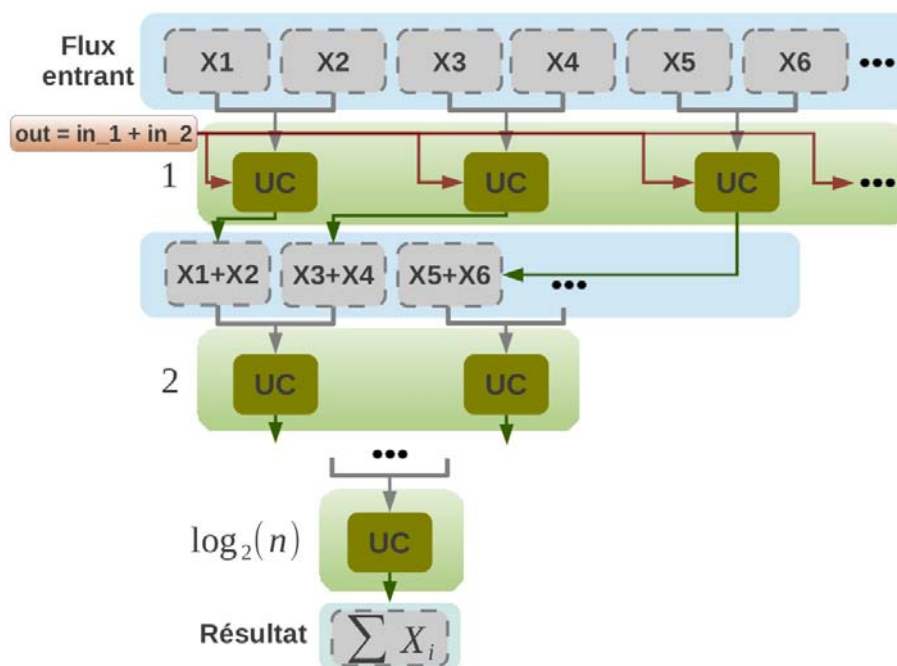 Flux entrant X1 X2 X3 X4 X5 X6 •••
out = in_1 + in_2
1 UC UC UC •••
X1+X2 X3+X4 X5+X6 •••
2 UC UC
•••
log₂(n) UC
Résultat ∑ Xᵢ